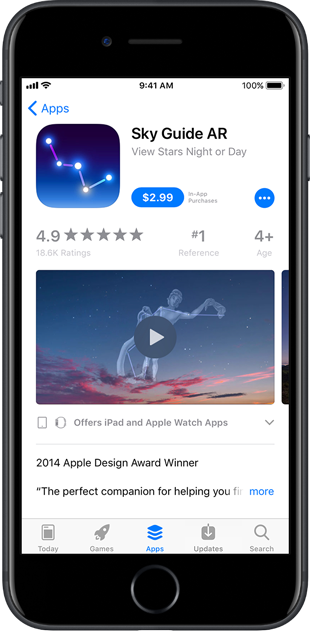 9:41 AM 100%
Apps
Sky Guide AR
View Stars Night or Day
$2.99 In-App
Purchases
4.9 #1 4+
18.6K Ratings Reference Age
Offers iPad and Apple Watch Apps
2014 Apple Design Award Winner
“The perfect companion for helping you fi more
Today Games Apps Updates Search